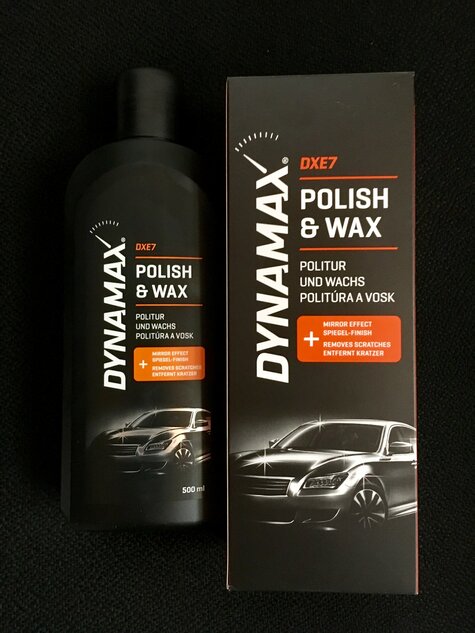 DYNAMAX®
DXE7
POLISH
& WAX
POLITUR
UND WACHS
POLITÚRA A VOSK
+
MIRROR EFFECT
SPIEGEL-FINISH
REMOVES SCRATCHES
ENTFERNT KRATZER
500 ml
DYNAMAX®
DXE7
POLISH
& WAX
POLITUR
UND WACHS
POLITÚRA A VOSK
+
MIRROR EFFECT
SPIEGEL-FINISH
REMOVES SCRATCHES
ENTFERNT KRATZER